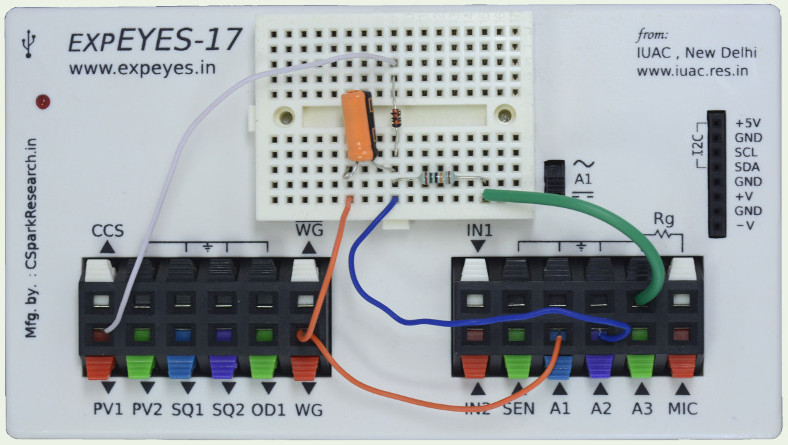 EXPEYES-17
www.expeyes.in
from:
IUAC , New Delhi
www.iuac.res.in
Mfg. by. : CSparkResearch.in
I2C
+5V
GND
SCL
SDA
GND
+V
GND
-V
A1
Rg
CCS
WG
IN1
PV1 PV2 SQ1 SQ2 OD1 WG
IN2 SEN A1 A2 A3 MIC